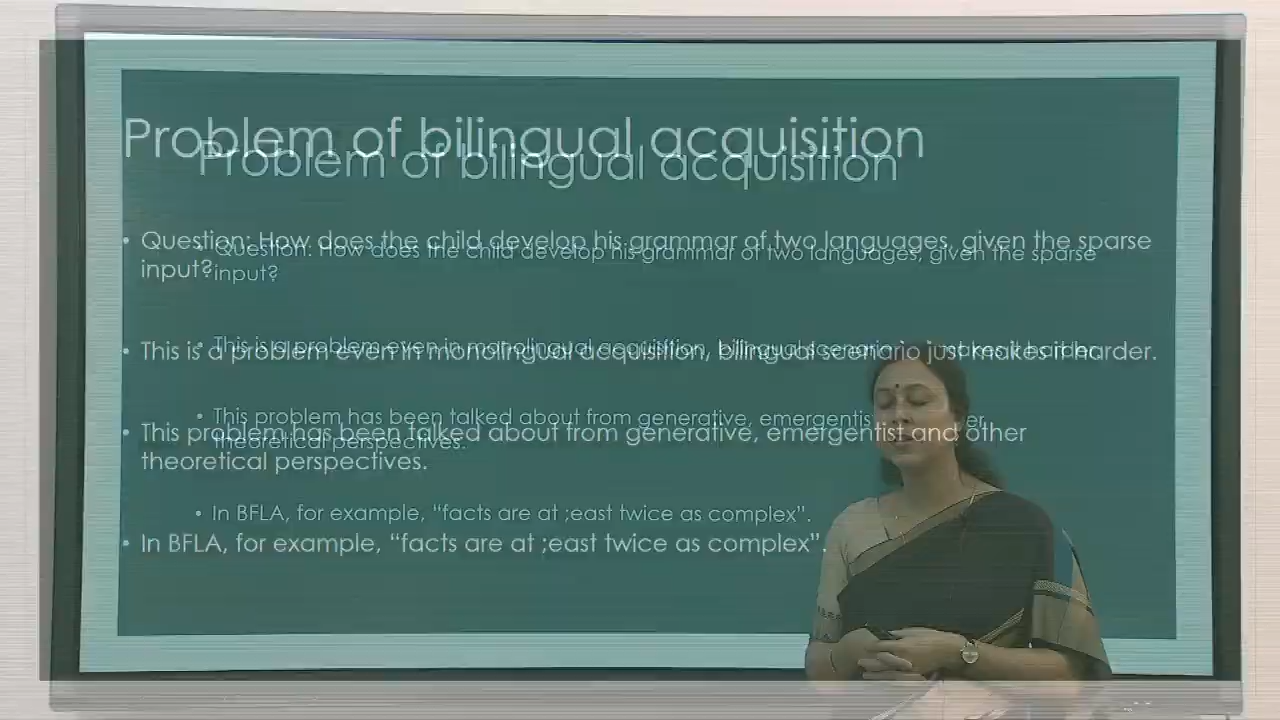 Problem of bilingual acquisition
• Question: How does the child develop his grammar of two languages, given the sparse
input?
• This is a problem even in monolingual acquisition, bilingual scenario just makes it harder.
• This problem has been talked about from generative, emergentist and other
theoretical perspectives.
• In BFLA, for example, “facts are at ;east twice as complex”.
Problem of bilingual acquisition
• Question: How does the child develop his grammar of two languages, given the sparse
input?
• This is a problem even in monolingual acquisition, bilingual scenario makes it harder.
• This problem has been talked about from generative,
theoretical perspectives.
• In BFLA, for example, “facts are at ;east twice as complex”.